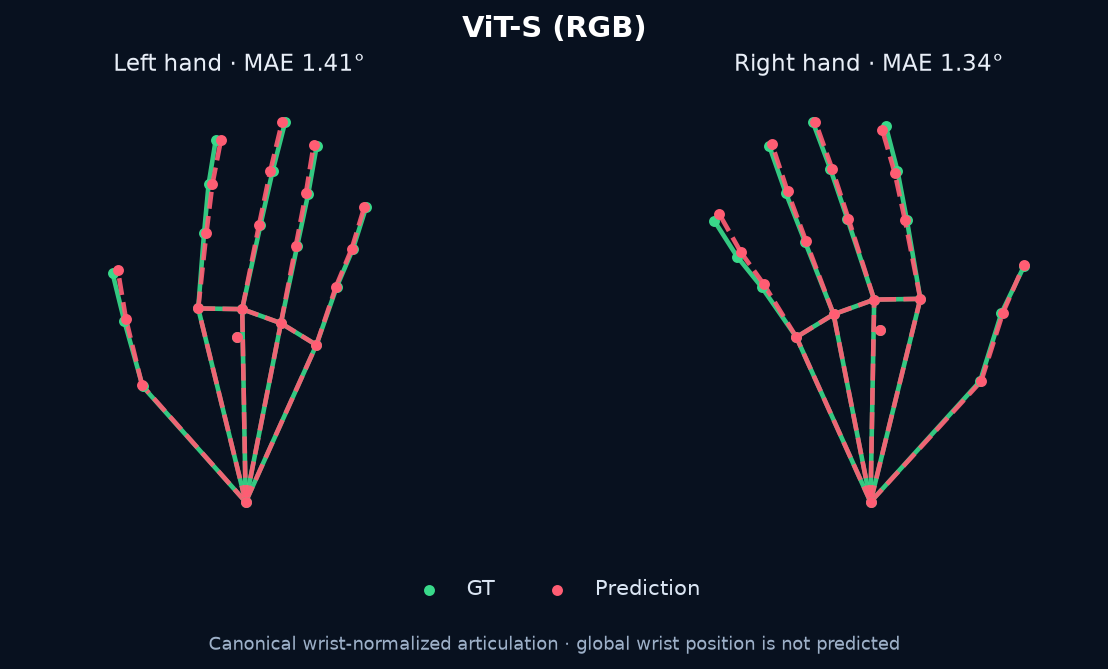 ViT-S (RGB)
Left hand · MAE 1.41°
Right hand · MAE 1.34°
GT
Prediction
Canonical wrist-normalized articulation · global wrist position is not predicted